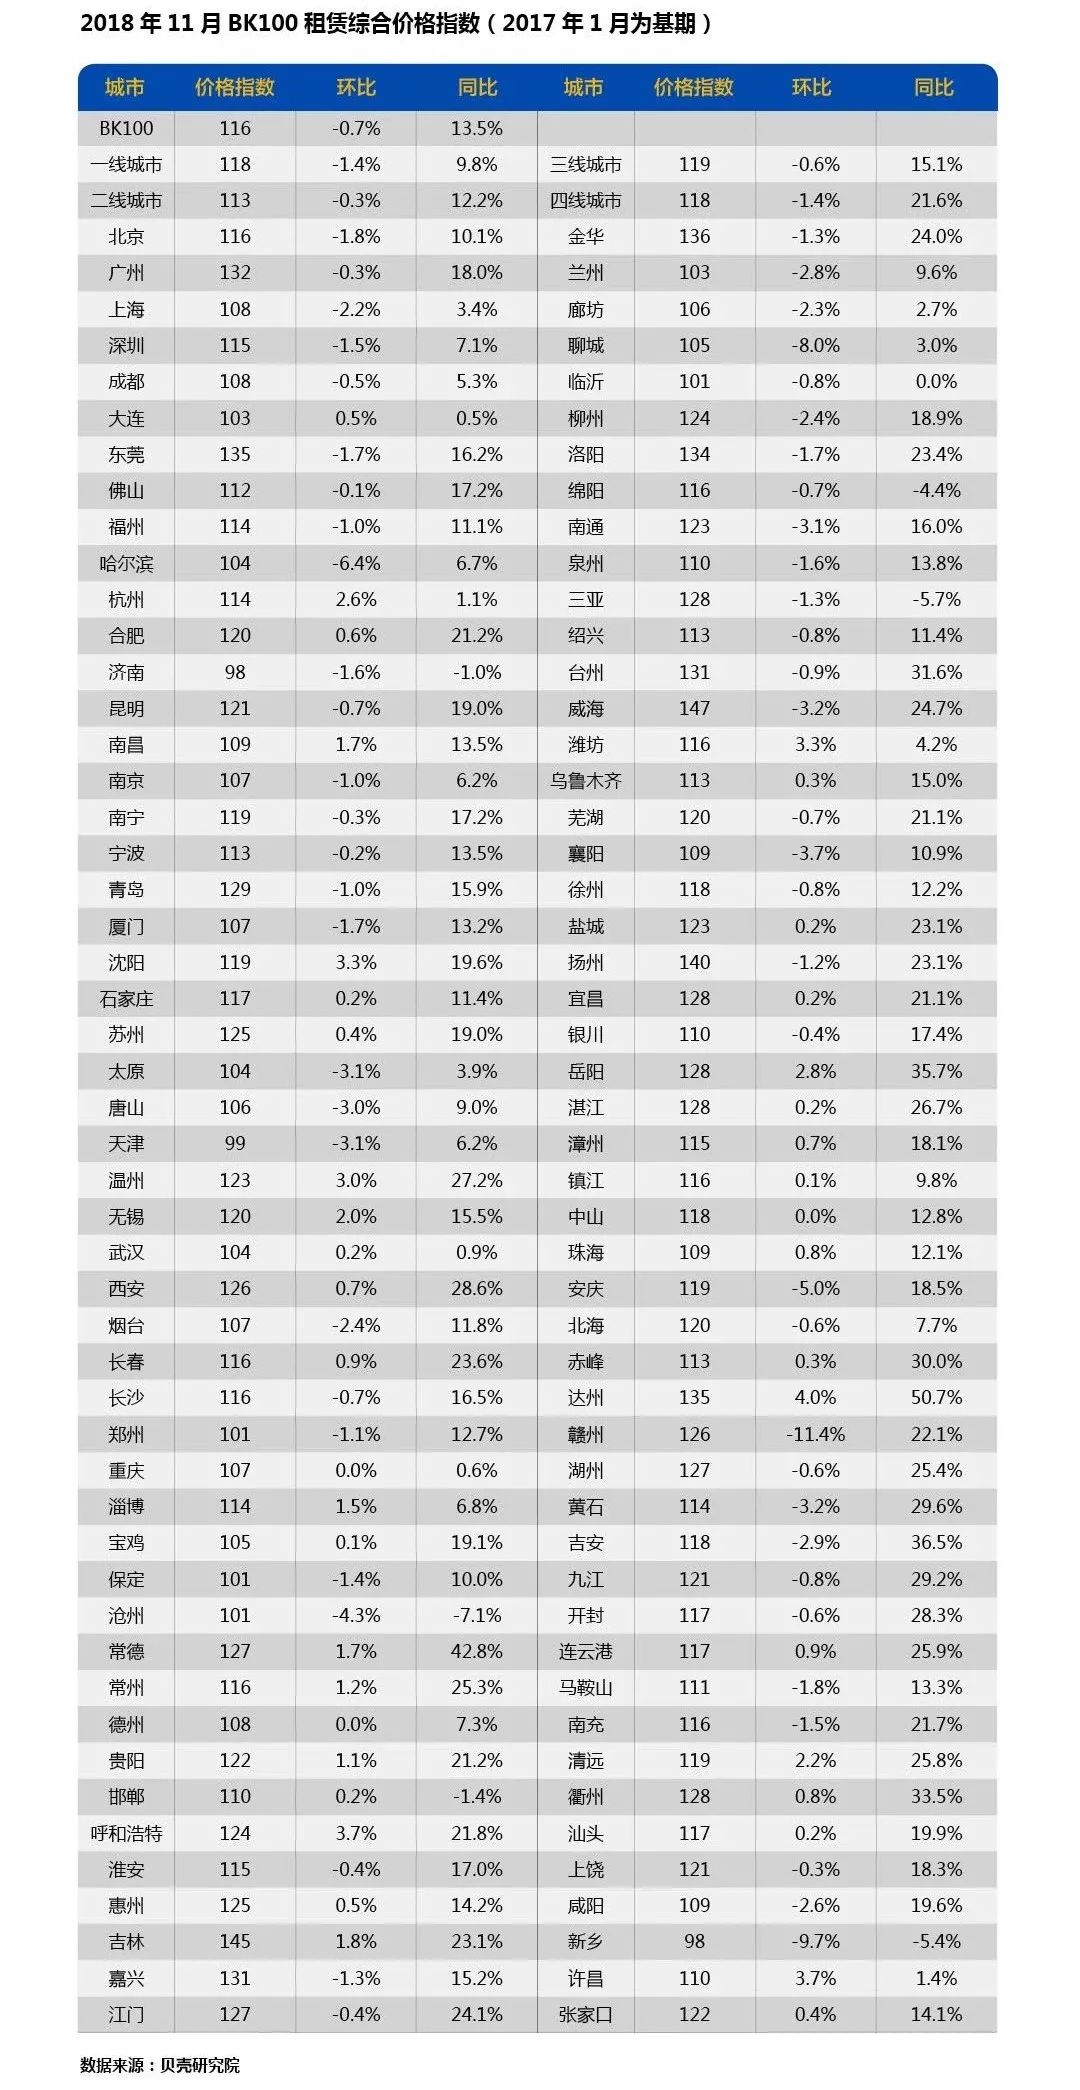 2018 年 11 月 BK100 租赁综合价格指数（2017 年 1 月为基期）
城市 价格指数 环比 同比 城市 价格指数 环比 同比
BK100 116 -0.7% 13.5%
一线城市 118 -1.4% 9.8% 三线城市 119 -0.6% 15.1%
二线城市 113 -0.3% 12.2% 四线城市 118 -1.4% 21.6%
北京 116 -1.8% 10.1% 金华 136 -1.3% 24.0%
广州 132 -0.3% 18.0% 兰州 103 -2.8% 9.6%
上海 108 -2.2% 3.4% 廊坊 106 -2.3% 2.7%
深圳 115 -1.5% 7.1% 聊城 105 -8.0% 3.0%
成都 108 -0.5% 5.3% 临沂 101 -0.8% 0.0%
大连 103 0.5% 0.5% 柳州 124 -2.4% 18.9%
东莞 135 -1.7% 16.2% 洛阳 134 -1.7% 23.4%
佛山 112 -0.1% 17.2% 绵阳 116 -0.7% -4.4%
福州 114 -1.0% 11.1% 南通 123 -3.1% 16.0%
哈尔滨 104 -6.4% 6.7% 泉州 110 -1.6% 13.8%
杭州 114 2.6% 1.1% 三亚 128 -1.3% -5.7%
合肥 120 0.6% 21.2% 绍兴 113 -0.8% 11.4%
济南 98 -1.6% -1.0% 台州 131 -0.9% 31.6%
昆明 121 -0.7% 19.0% 威海 147 -3.2% 24.7%
南昌 109 1.7% 13.5% 潍坊 116 3.3% 4.2%
南京 107 -1.0% 6.2% 乌鲁木齐 113 0.3% 15.0%
南宁 119 -0.3% 17.2% 芜湖 120 -0.7% 21.1%
宁波 113 -0.2% 13.5% 襄阳 109 -3.7% 10.9%
青岛 129 -1.0% 15.9% 徐州 118 -0.8% 12.2%
厦门 107 -1.7% 13.2% 盐城 123 0.2% 23.1%
沈阳 119 3.3% 19.6% 扬州 140 -1.2% 23.1%
石家庄 117 0.2% 11.4% 宜昌 128 0.2% 21.1%
苏州 125 0.4% 19.0% 银川 110 -0.4% 17.4%
太原 104 -3.1% 3.9% 岳阳 128 2.8% 35.7%
唐山 106 -3.0% 9.0% 湛江 128 0.2% 26.7%
天津 99 -3.1% 6.2% 漳州 115 0.7% 18.1%
温州 123 3.0% 27.2% 镇江 116 0.1% 9.8%
无锡 120 2.0% 15.5% 中山 118 0.0% 12.8%
武汉 104 0.2% 0.9% 珠海 109 0.8% 12.1%
西安 126 0.7% 28.6% 安庆 119 -5.0% 18.5%
烟台 107 -2.4% 11.8% 北海 120 -0.6% 7.7%
长春 116 0.9% 23.6% 赤峰 113 0.3% 30.0%
长沙 116 -0.7% 16.5% 达州 135 4.0% 50.7%
郑州 101 -1.1% 12.7% 赣州 126 -11.4% 22.1%
重庆 107 0.0% 0.6% 湖州 127 -0.6% 25.4%
淄博 114 1.5% 6.8% 黄石 114 -3.2% 29.6%
宝鸡 105 0.1% 19.1% 吉安 118 -2.9% 36.5%
保定 101 -1.4% 10.0% 九江 121 -0.8% 29.2%
沧州 101 -4.3% -7.1% 开封 117 -0.6% 28.3%
常德 127 1.7% 42.8% 连云港 117 0.9% 25.9%
常州 116 1.2% 25.3% 马鞍山 111 -1.8% 13.3%
德州 108 0.0% 7.3% 南充 116 -1.5% 21.7%
贵阳 122 1.1% 21.2% 清远 119 2.2% 25.8%
邯郸 110 0.2% -1.4% 衢州 128 0.8% 33.5%
呼和浩特 124 3.7% 21.8% 汕头 117 0.2% 19.9%
淮安 115 -0.4% 17.0% 上饶 121 -0.3% 18.3%
惠州 125 0.5% 14.2% 咸阳 109 -2.6% 19.6%
吉林 145 1.8% 23.1% 新乡 98 -9.7% -5.4%
嘉兴 131 -1.3% 15.2% 许昌 110 3.7% 1.4%
江门 127 -0.4% 24.1% 张家口 122 0.4% 14.1%
数据来源：贝壳研究院